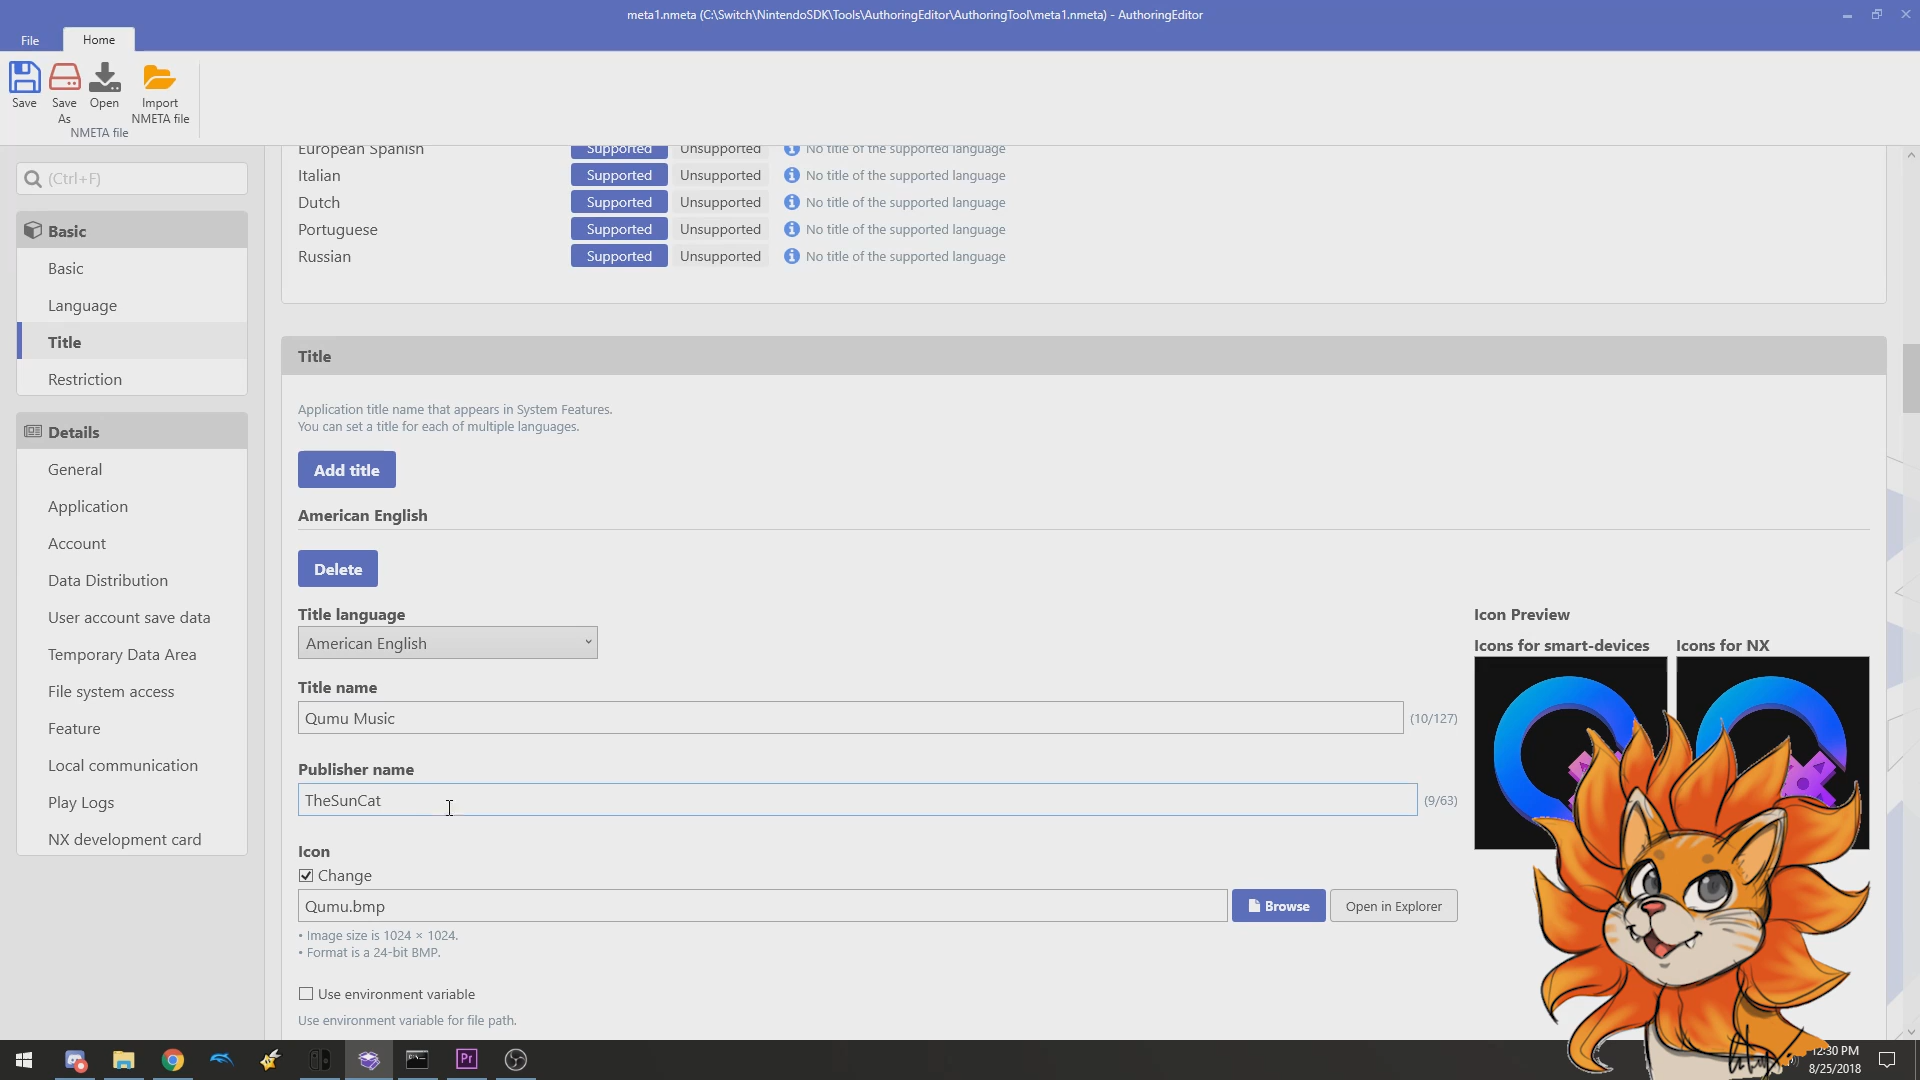 meta1.nmeta (C:\Switch\NintendoSDK\Tools\AuthoringEditor\AuthoringTool\meta1.nmeta) - AuthoringEditor
File
Home
Save
Save As
Open
Import NMETA file
NMETA file
(Ctrl+F)
Basic
Basic
Language
Title
Restriction
Details
General
Application
Account
Data Distribution
User account save data
Temporary Data Area
File system access
Feature
Local communication
Play Logs
NX development card
European Spanish Supported Unsupported No title of the supported language
Italian Supported Unsupported No title of the supported language
Dutch Supported Unsupported No title of the supported language
Portuguese Supported Unsupported No title of the supported language
Russian Supported Unsupported No title of the supported language
Title
Application title name that appears in System Features.
You can set a title for each of multiple languages.
Add title
American English
Delete
Title language
American English
Title name
Qumu Music (10/127)
Publisher name
TheSunCat (9/63)
Icon
Change
Qumu.bmp Browse Open in Explorer
• Image size is 1024 × 1024.
• Format is a 24-bit BMP.
Use environment variable
Use environment variable for file path.
Icon Preview
Icons for smart-devices Icons for NX
Pr
12:30 PM
8/25/2018